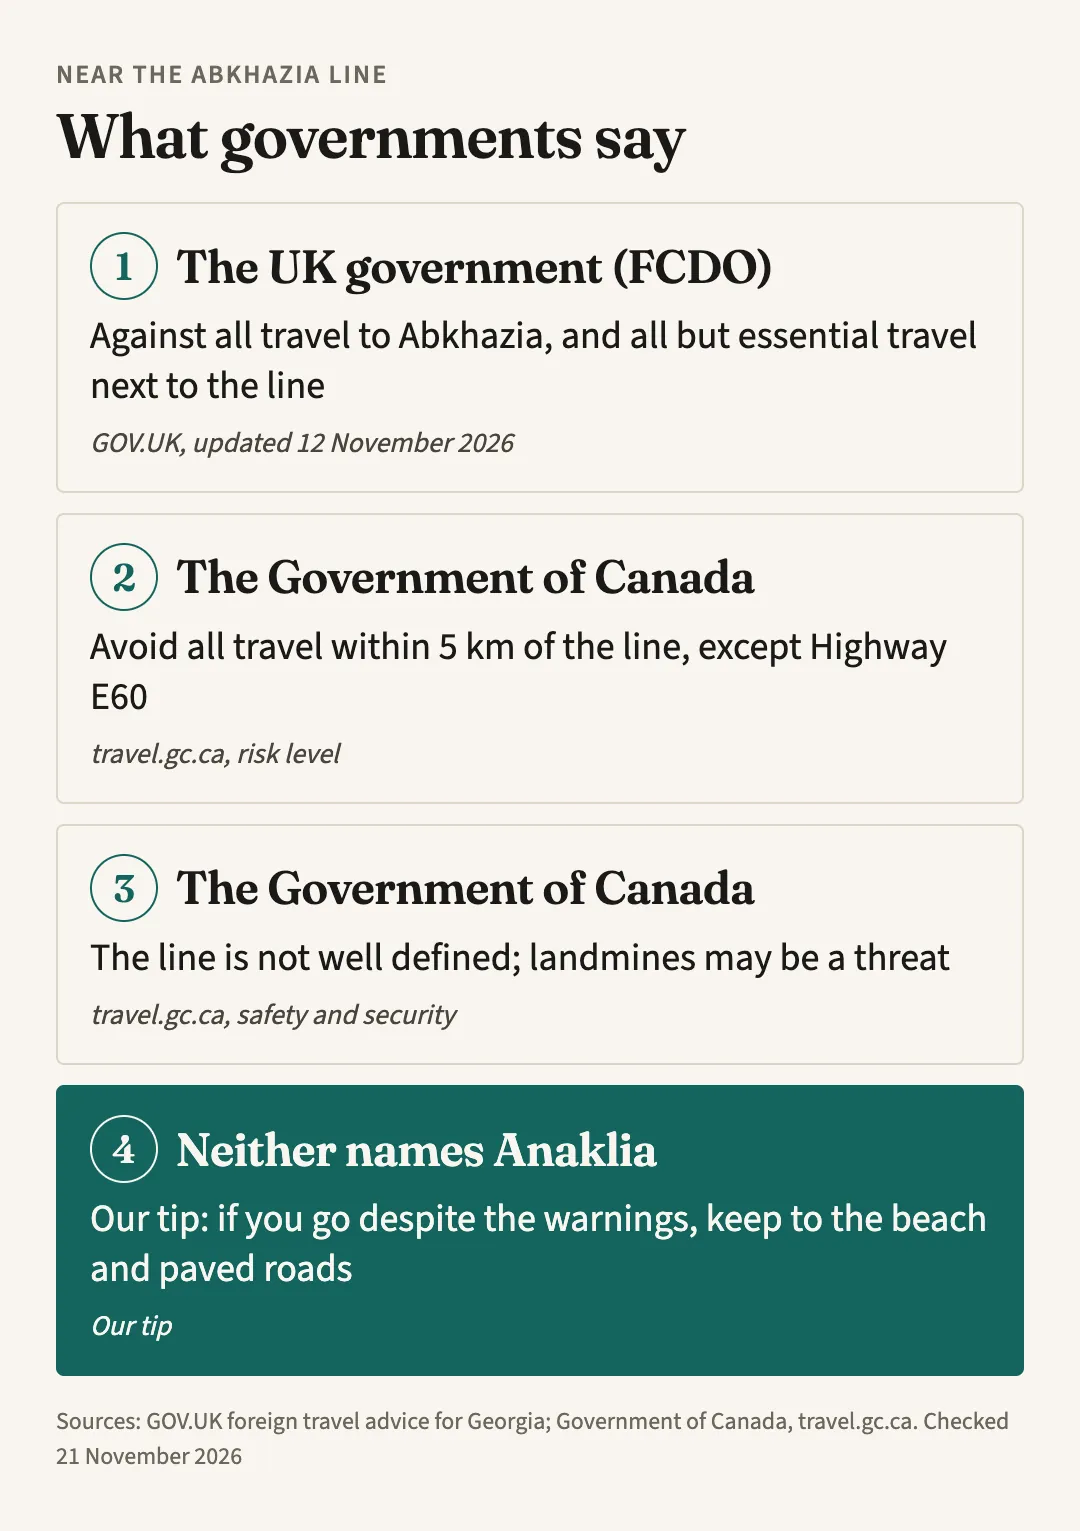 NEAR THE ABKHAZIA LINE
What governments say
1 The UK government (FCDO)
Against all travel to Abkhazia, and all but essential travel
next to the line
GOV.UK, updated 12 November 2026
2 The Government of Canada
Avoid all travel within 5 km of the line, except Highway
E60
travel.gc.ca, risk level
3 The Government of Canada
The line is not well defined; landmines may be a threat
travel.gc.ca, safety and security
4 Neither names Anaklia
Our tip: if you go despite the warnings, keep to the beach
and paved roads
Our tip
Sources: GOV.UK foreign travel advice for Georgia; Government of Canada, travel.gc.ca. Checked
21 November 2026